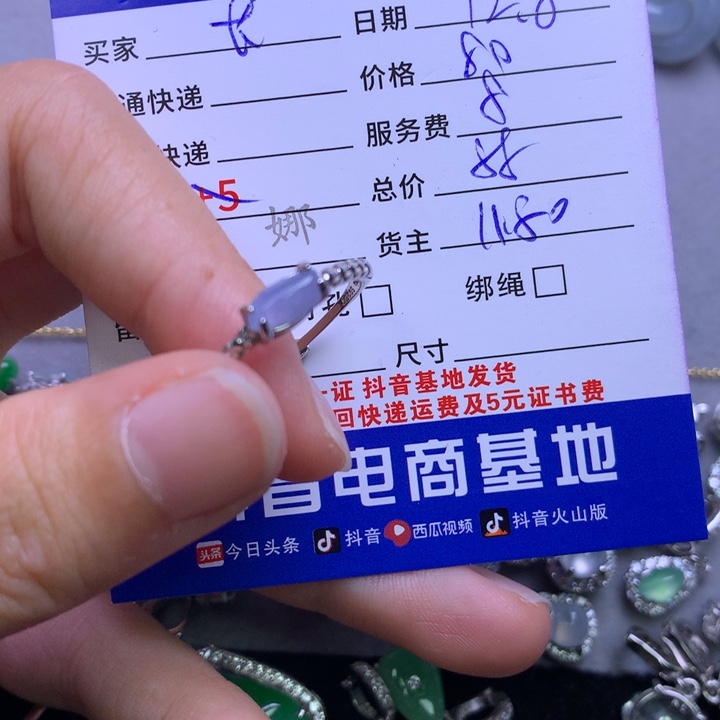 买家 日期 12.0
通快递 价格 80
快递 服务费 8
+5 总价 88
娜 货主 1180
绑绳
尺寸
一证 抖音基地发货
回快递运费及5元证书费
音电商基地
头条 今日头条 抖音 西瓜视频 抖音火山版